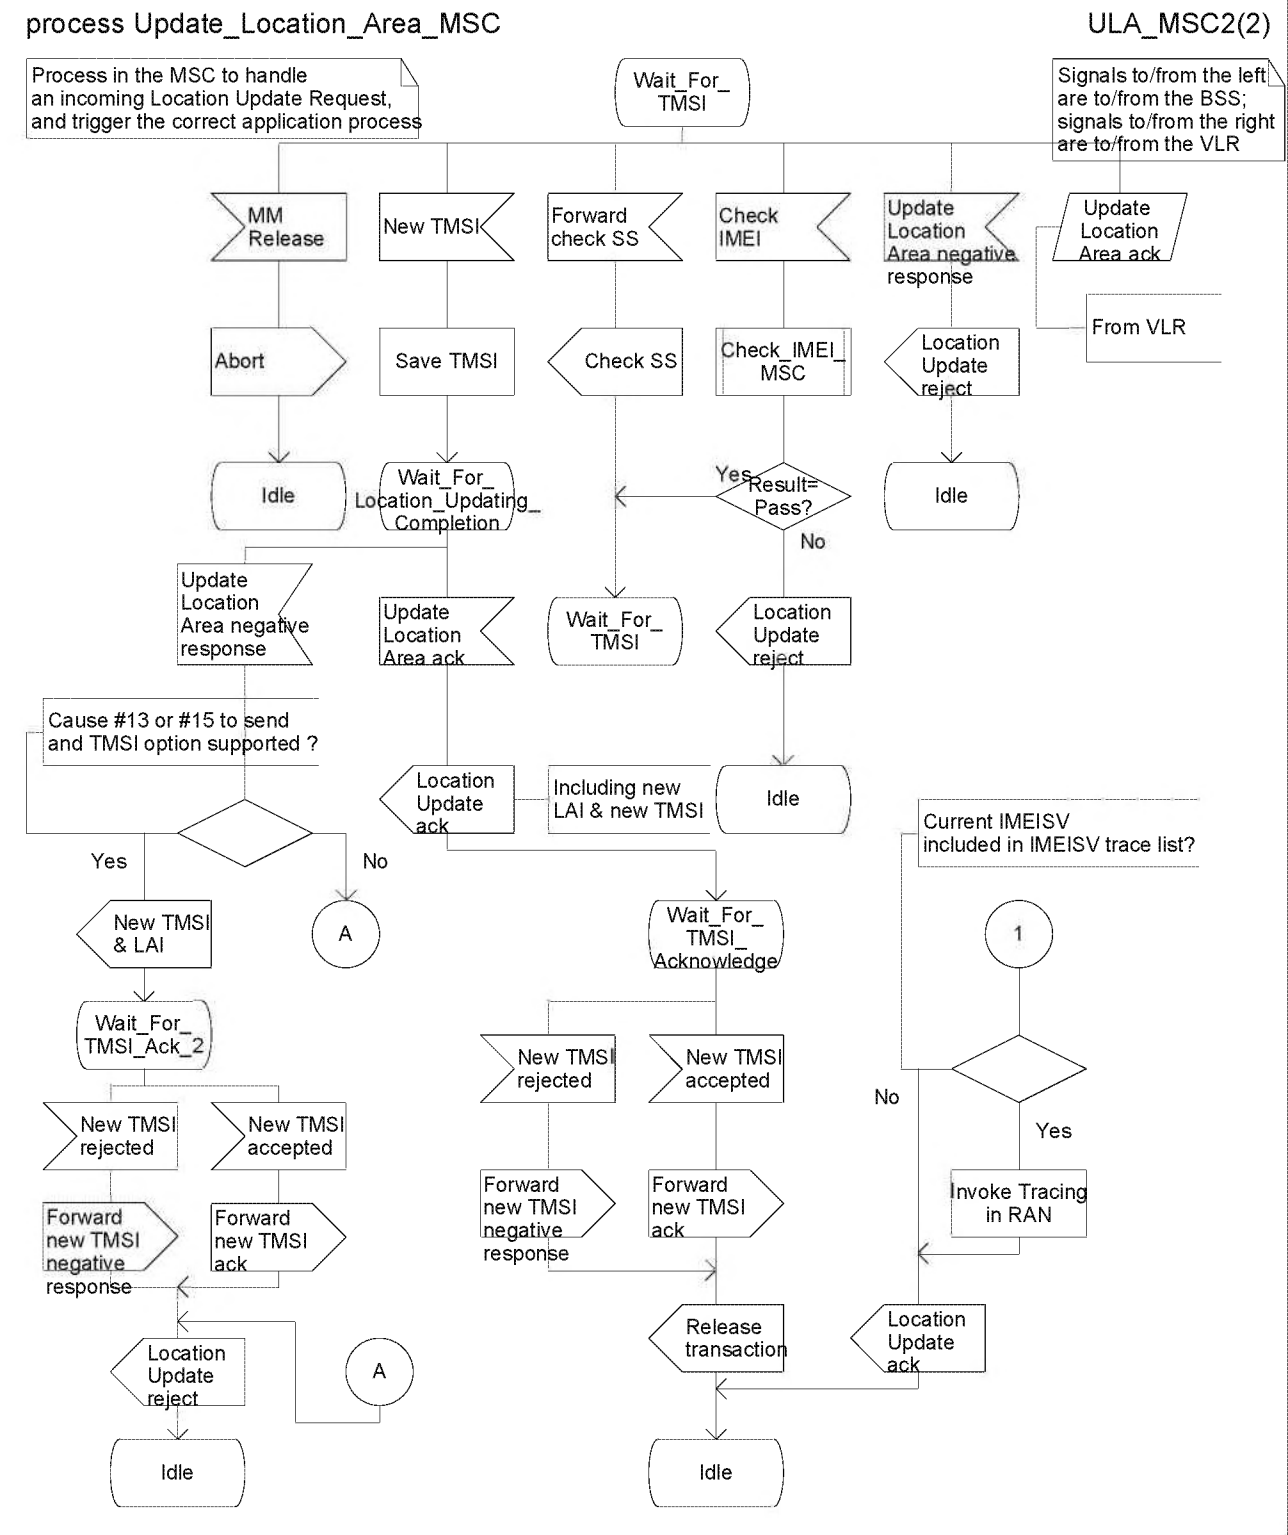 process Update_Location_Area_MSC
ULA_MSC2(2)
Process in the MSC to handle
an incoming Location Update Request,
and trigger the correct application process
Wait_For_
TMSI
Signals to/from the left
are to/from the BSS;
signals to/from the right
are to/from the VLR
MM
Release
New TMSI
Forward
check SS
Check
IMEI
Update
Location
Area negative
response
Update
Location
Area ack
From VLR
Abort
Save TMSI
Check SS
Check_IMEI_
MSC
Location
Update
reject
Idle
Wait_For_
Location_Updating_
Completion
Yes
Result=
Pass?
No
Idle
Update
Location
Area negative
response
Update
Location
Area ack
Wait_For_
TMSI
Location
Update
reject
Cause #13 or #15 to send
and TMSI option supported ?
Location
Update
ack
Including new
LAI & new TMSI
Idle
Current IMEISV
included in IMEISV trace list?
Yes
No
New TMSI
& LAI
A
Wait_For_
TMSI_
Acknowledge
1
Wait_For_
TMSI_Ack_2
New TMSI
rejected
New TMSI
accepted
No
Yes
New TMSI
rejected
New TMSI
accepted
Forward
new TMSI
negative
response
Forward
new TMSI
ack
Invoke Tracing
in RAN
Forward
new TMSI
negative
response
Forward
new TMSI
ack
Release
transaction
Location
Update
ack
Location
Update
reject
A
Idle
Idle